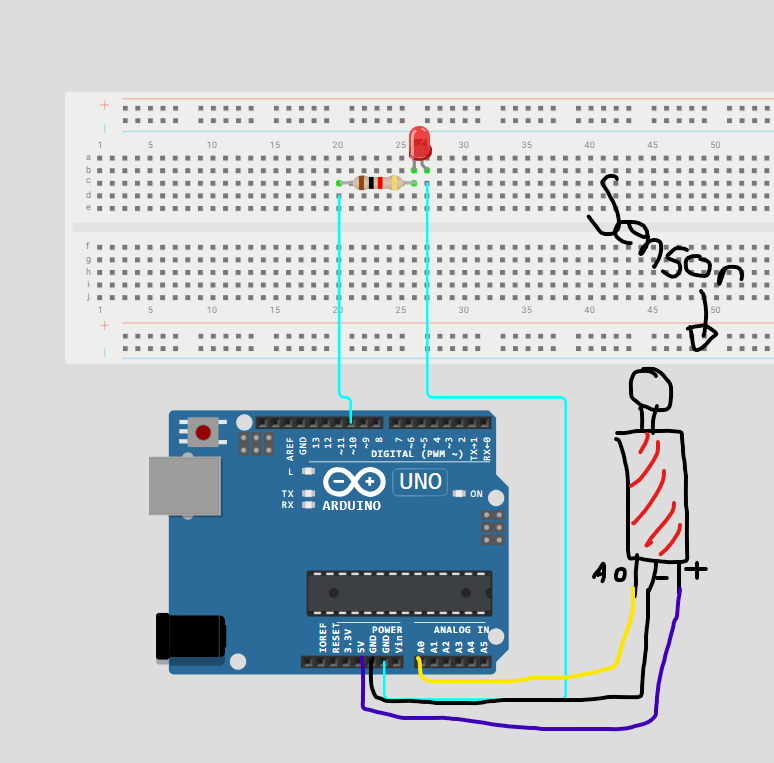 +
1 5 10 15 20 25 30 35 40 45 50
a
b
c
d
e
f
g
h
i
j
1 5 10 15 20 25 30 35 40 45 50
+
sensor
AREF
GND
13
12
~11
~10
~9
8
7
~6
~5
4
~3
2
TX→1
RX←0
DIGITAL (PWM ~)
L
TX
RX
UNO
ON
ARDUINO
A0 - +
POWER ANALOG IN
IOREF
RESET
3.3V
5V
GND
GND
Vin
A0
A1
A2
A3
A4
A5